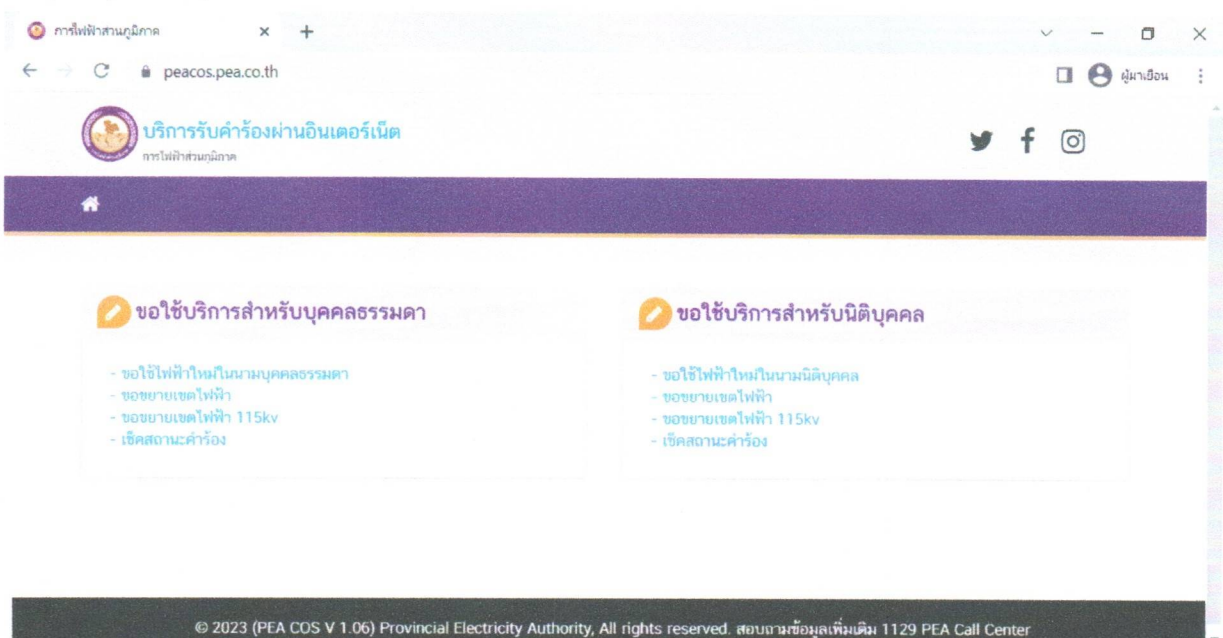 การไฟฟ้าส่วนภูมิภาค
peacos.pea.co.th
ผู้มาเยือน
บริการรับคำร้องผ่านอินเตอร์เน็ต
การไฟฟ้าส่วนภูมิภาค
ขอใช้บริการสำหรับบุคคลธรรมดา
- ขอใช้ไฟฟ้าใหม่ในนามบุคคลธรรมดา
- ขอขยายเขตไฟฟ้า
- ขอขยายเขตไฟฟ้า 115kv
- เช็คสถานะคำร้อง
ขอใช้บริการสำหรับนิติบุคคล
- ขอใช้ไฟฟ้าใหม่ในนามนิติบุคคล
- ขอขยายเขตไฟฟ้า
- ขอขยายเขตไฟฟ้า 115kv
- เช็คสถานะคำร้อง
© 2023 (PEA COS V 1.06) Provincial Electricity Authority, All rights reserved. สอบถามข้อมูลเพิ่มเติม 1129 PEA Call Center